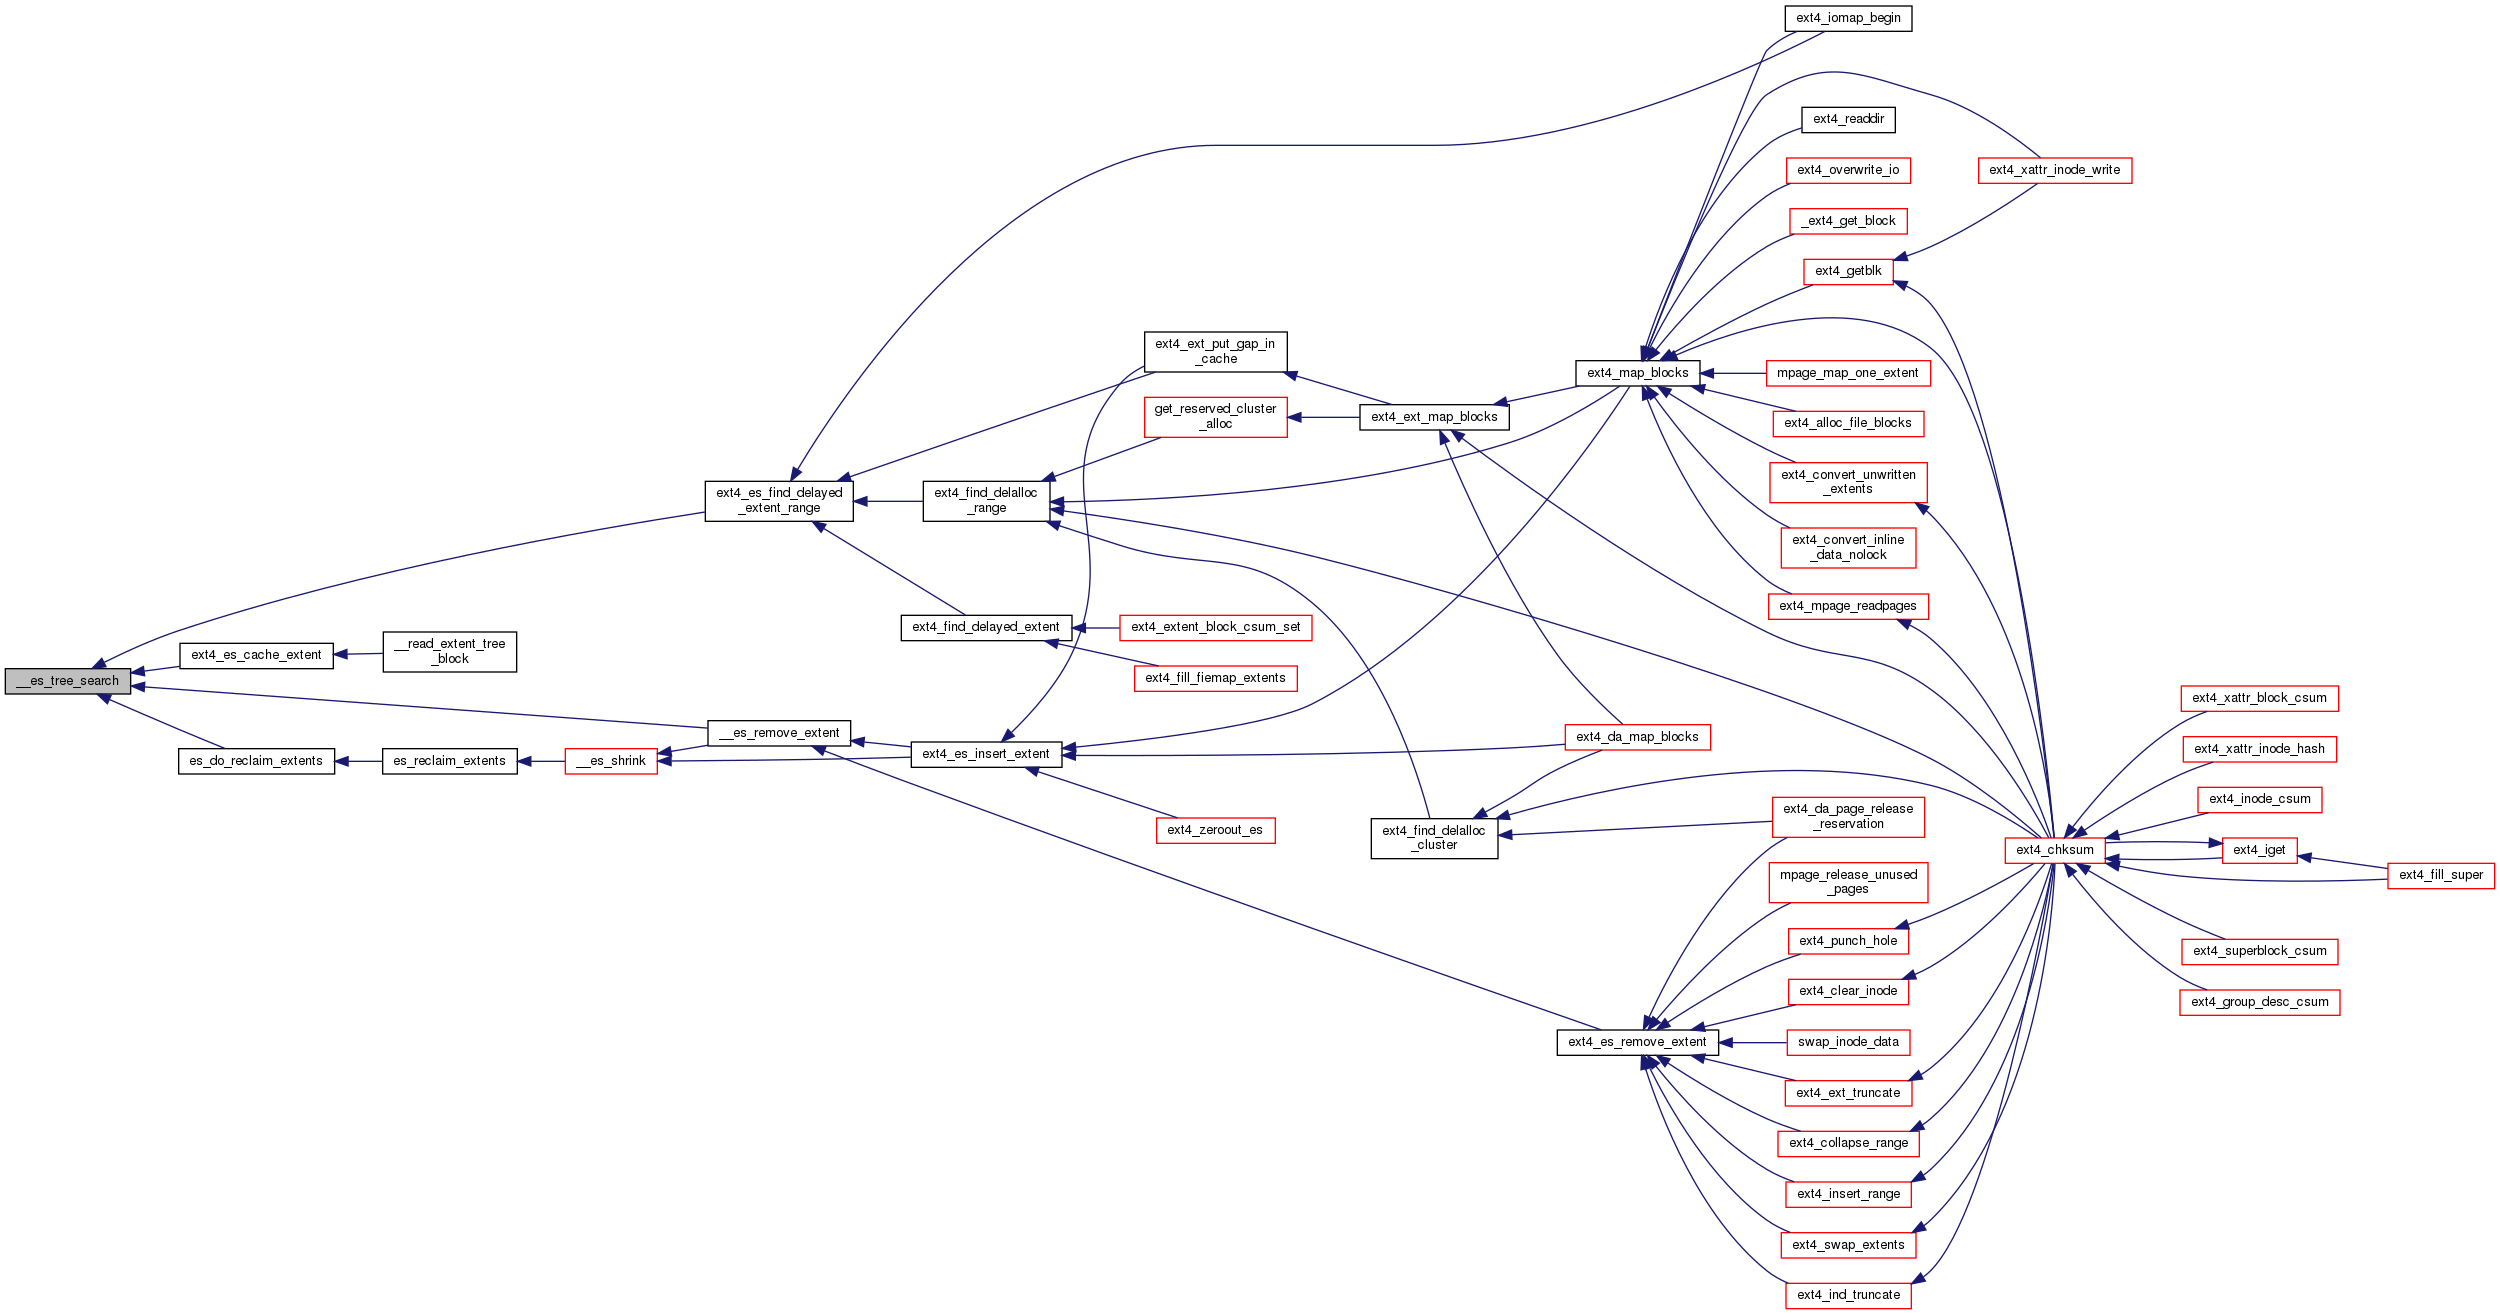 ext4_iomap_begin
ext4_readdir
ext4_overwrite_io
ext4_xattr_inode_write
_ext4_get_block
ext4_getblk
ext4_ext_put_gap_in
_cache
ext4_map_blocks
mpage_map_one_extent
get_reserved_cluster
_alloc
ext4_ext_map_blocks
ext4_alloc_file_blocks
ext4_es_find_delayed
_extent_range
ext4_find_delalloc
_range
ext4_convert_unwritten
_extents
ext4_convert_inline
_data_nolock
ext4_mpage_readpages
ext4_find_delayed_extent
ext4_extent_block_csum_set
ext4_es_cache_extent
__read_extent_tree
_block
__es_tree_search
ext4_fill_fiemap_extents
ext4_xattr_block_csum
__es_remove_extent
ext4_da_map_blocks
ext4_xattr_inode_hash
es_do_reclaim_extents
es_reclaim_extents
__es_shrink
ext4_es_insert_extent
ext4_inode_csum
ext4_zeroout_es
ext4_find_delalloc
_cluster
ext4_da_page_release
_reservation
ext4_chksum
ext4_iget
ext4_fill_super
mpage_release_unused
_pages
ext4_punch_hole
ext4_superblock_csum
ext4_clear_inode
ext4_group_desc_csum
ext4_es_remove_extent
swap_inode_data
ext4_ext_truncate
ext4_collapse_range
ext4_insert_range
ext4_swap_extents
ext4_ind_truncate